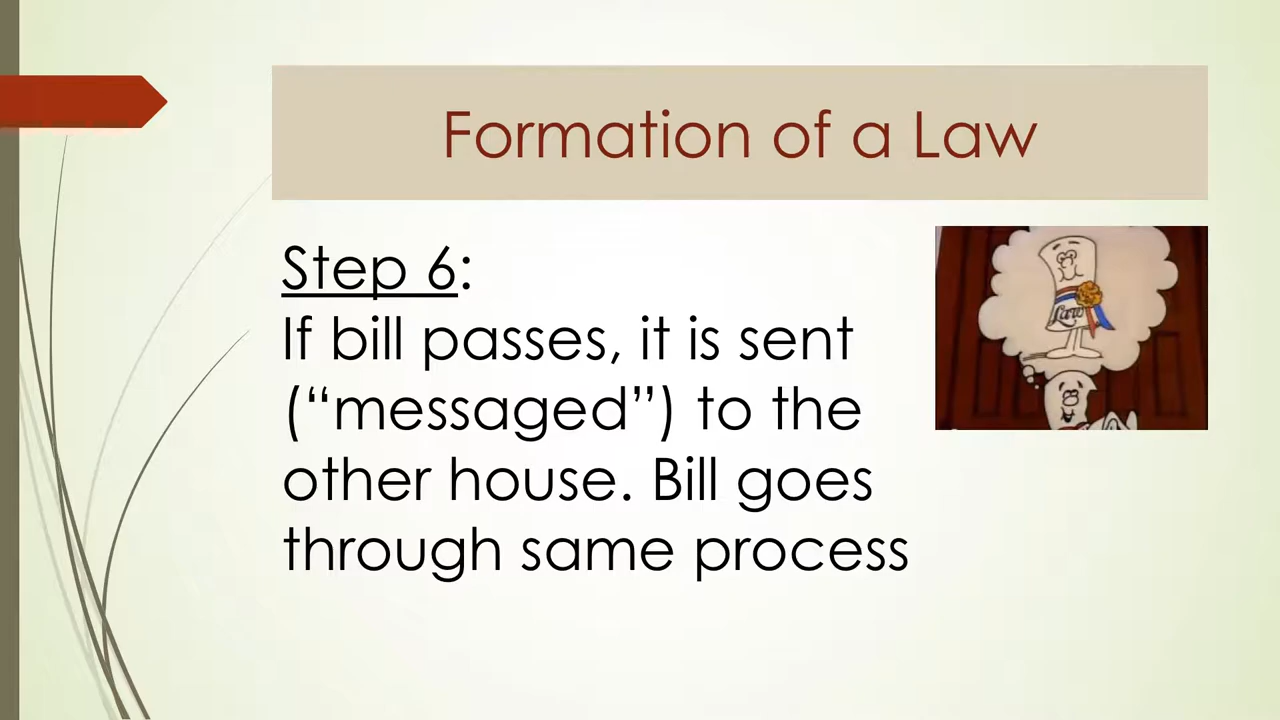 Formation of a Law
Step 6:
If bill passes, it is sent
(“messaged”) to the
other house. Bill goes
through same process
Law